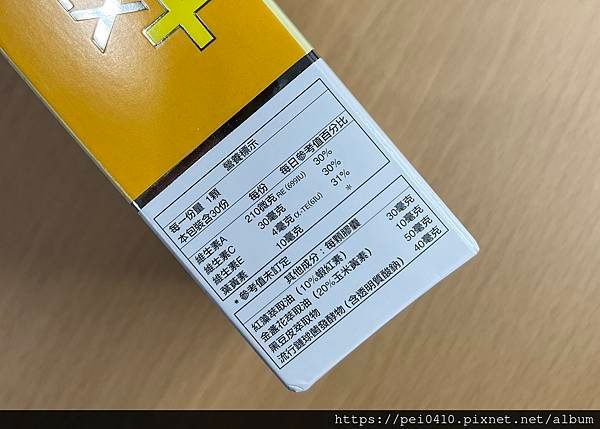 EX
營養標示
每一份量 1顆
本包裝含30份
每份 每日參考值百分比
維生素A 210微克 RE (699IU) 30%
維生素C 30毫克 30%
維生素E 4毫克 α-TE(6IU) 31%
葉黃素 10毫克 *
* 參考值未訂定
其他成分：每顆膠囊
紅藻萃取油（10%蝦紅素） 30毫克
金盞花萃取油（20%玉米黃素） 10毫克
黑豆皮萃取物 50毫克
流行鏈球菌發酵物 (含透明質酸鈉) 40毫克
https://pei0410.pixnet.net/album